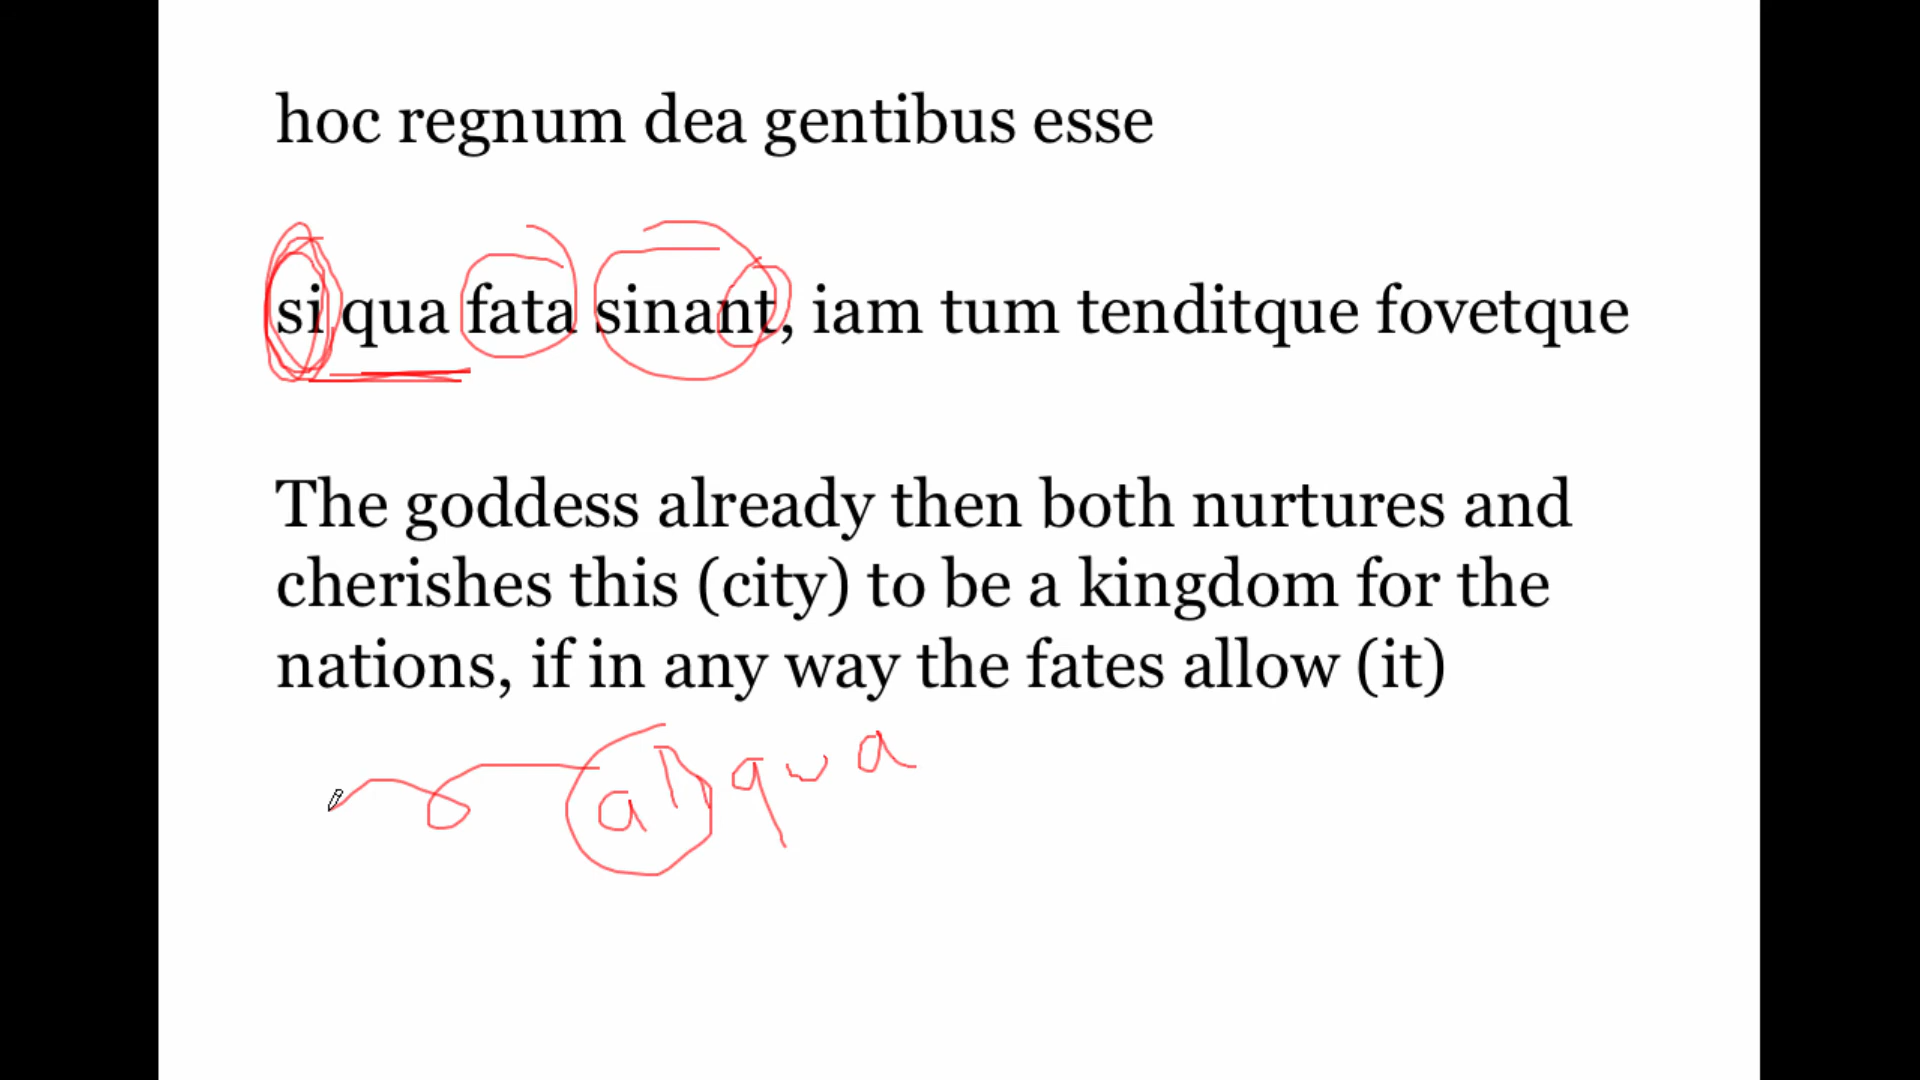 hoc regnum dea gentibus esse
si qua fata sinant, iam tum tenditque fovetque
The goddess already then both nurtures and
cherishes this (city) to be a kingdom for the
nations, if in any way the fates allow (it)
aliqua